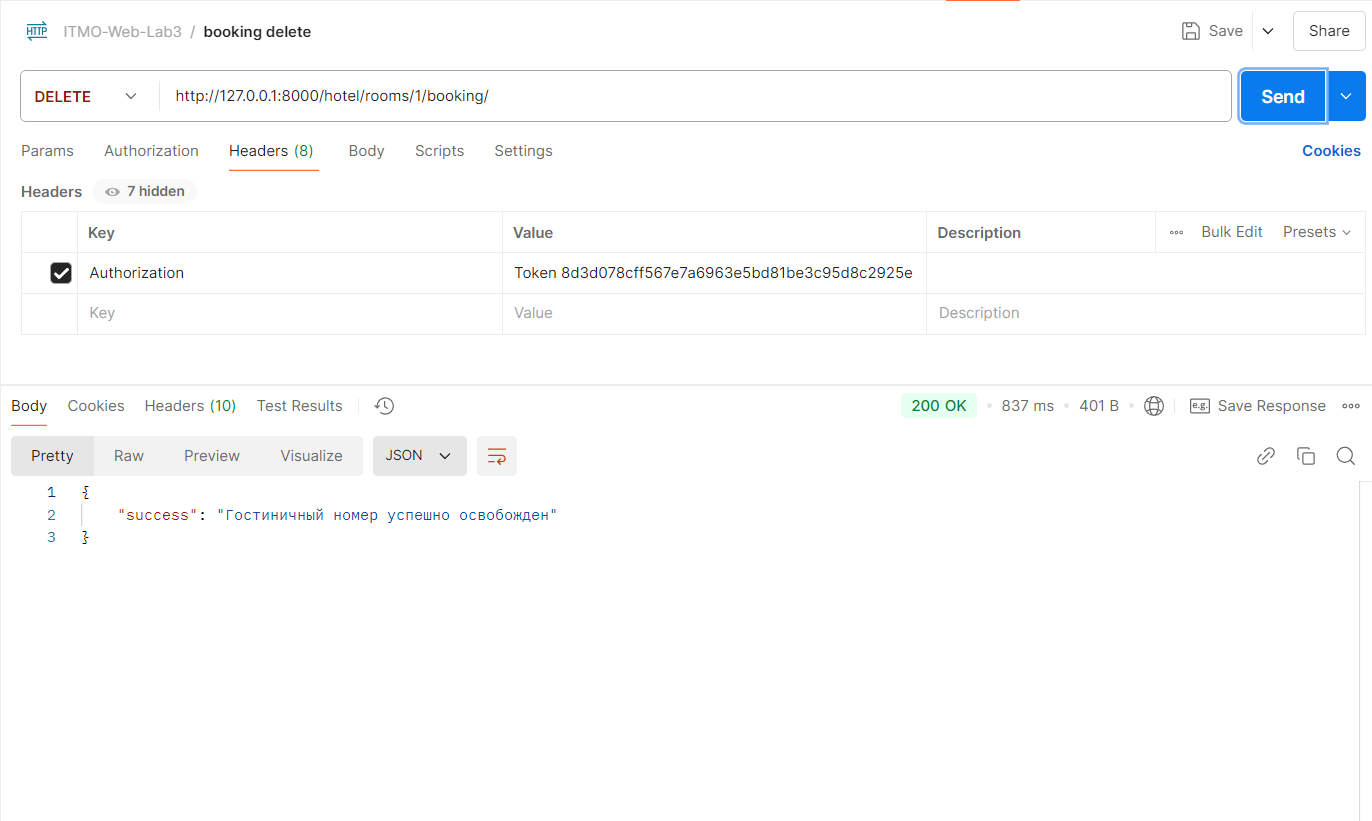 HTTP ITMO-Web-Lab3 / booking delete Save Share
DELETE http://127.0.0.1:8000/hotel/rooms/1/booking/ Send
Params Authorization Headers (8) Body Scripts Settings Cookies
Headers 7 hidden
Key Value Description Bulk Edit Presets
Authorization Token 8d3d078cff567e7a6963e5bd81be3c95d8c2925e
Key Value Description
Body Cookies Headers (10) Test Results 200 OK 837 ms 401 B e.g. Save Response
Pretty Raw Preview Visualize JSON
1 {
2 "success": "Гостиничный номер успешно освобожден"
3 }